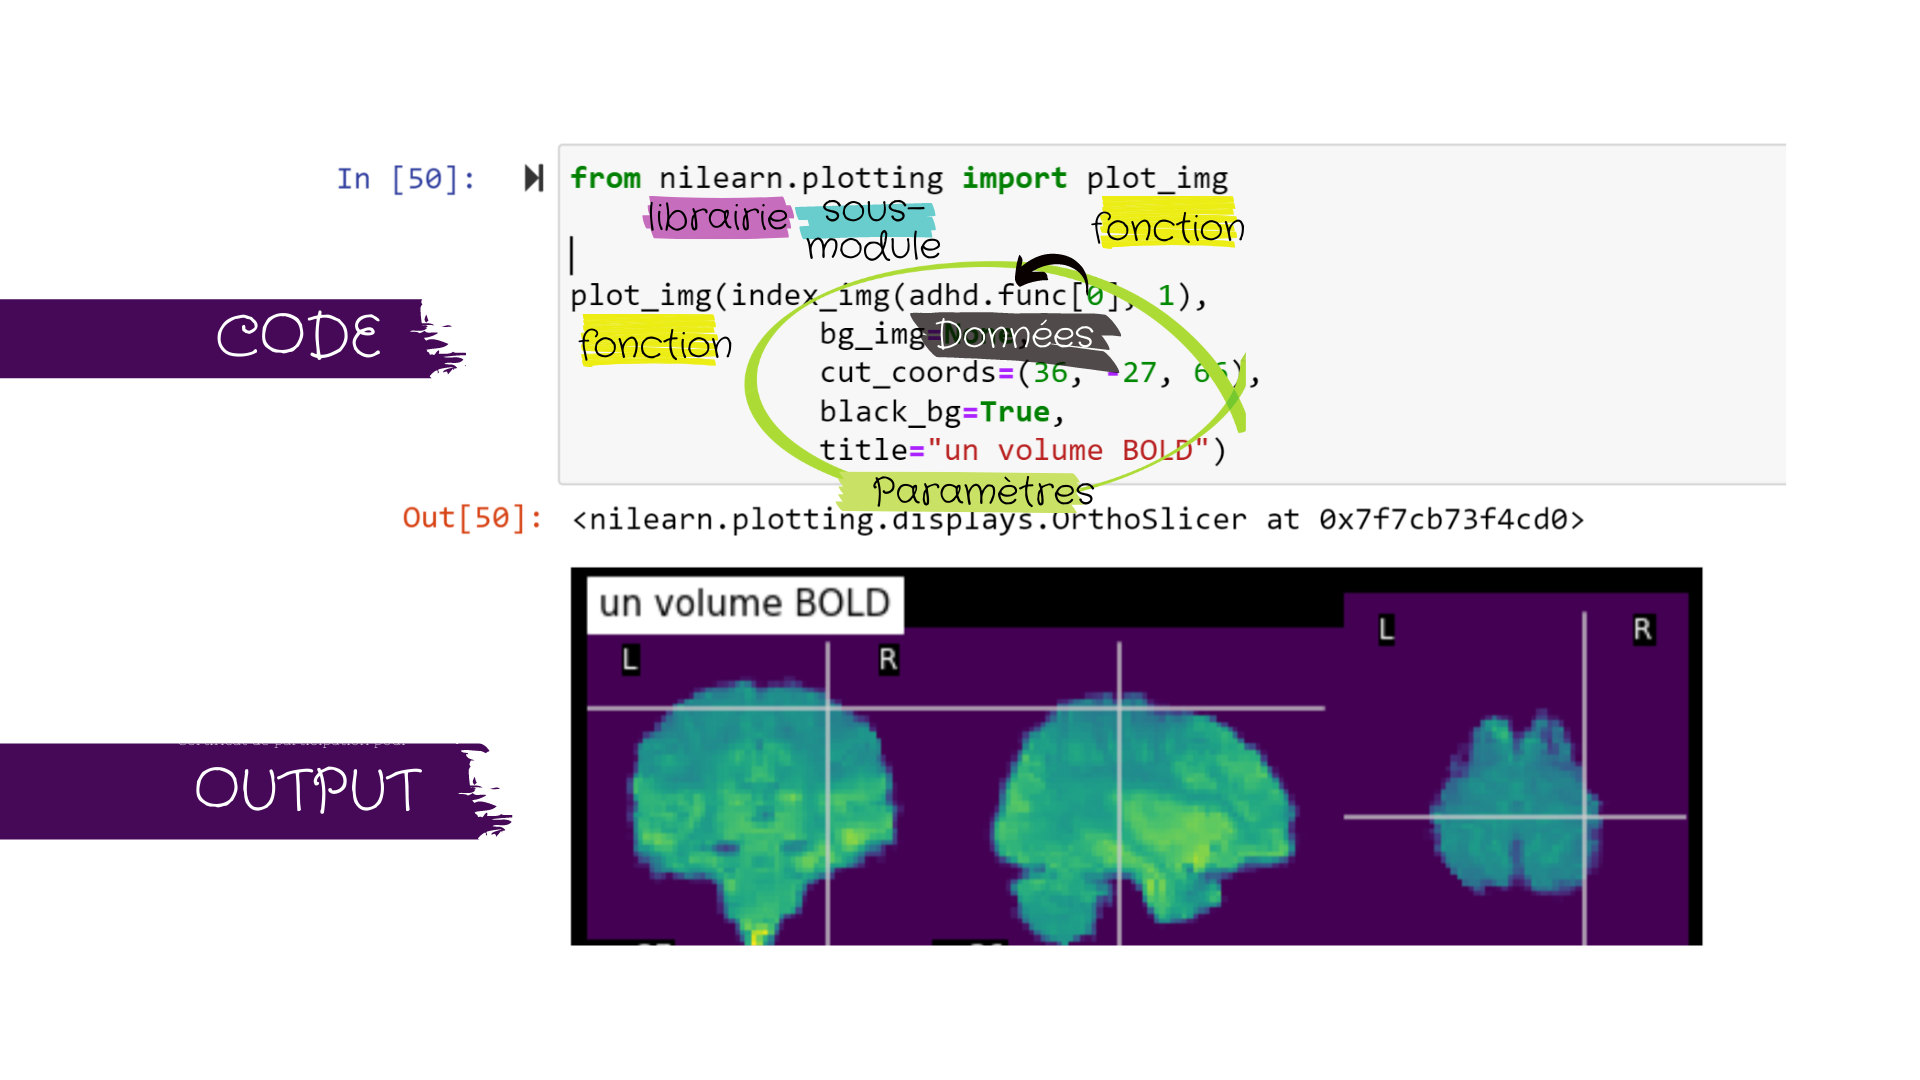 In [50]:
from nilearn.plotting import plot_img
librairie
sous-
module
fonction
plot_img(index_img(adhd.func[0], 1),
fonction
bg_img=None,
Données
cut_coords=(36, -27, 66),
black_bg=True,
title="un volume BOLD")
Paramètres
CODE
Out[50]:
<nilearn.plotting.displays.OrthoSlicer at 0x7f7cb73f4cd0>
un volume BOLD
L
R
L
R
OUTPUT